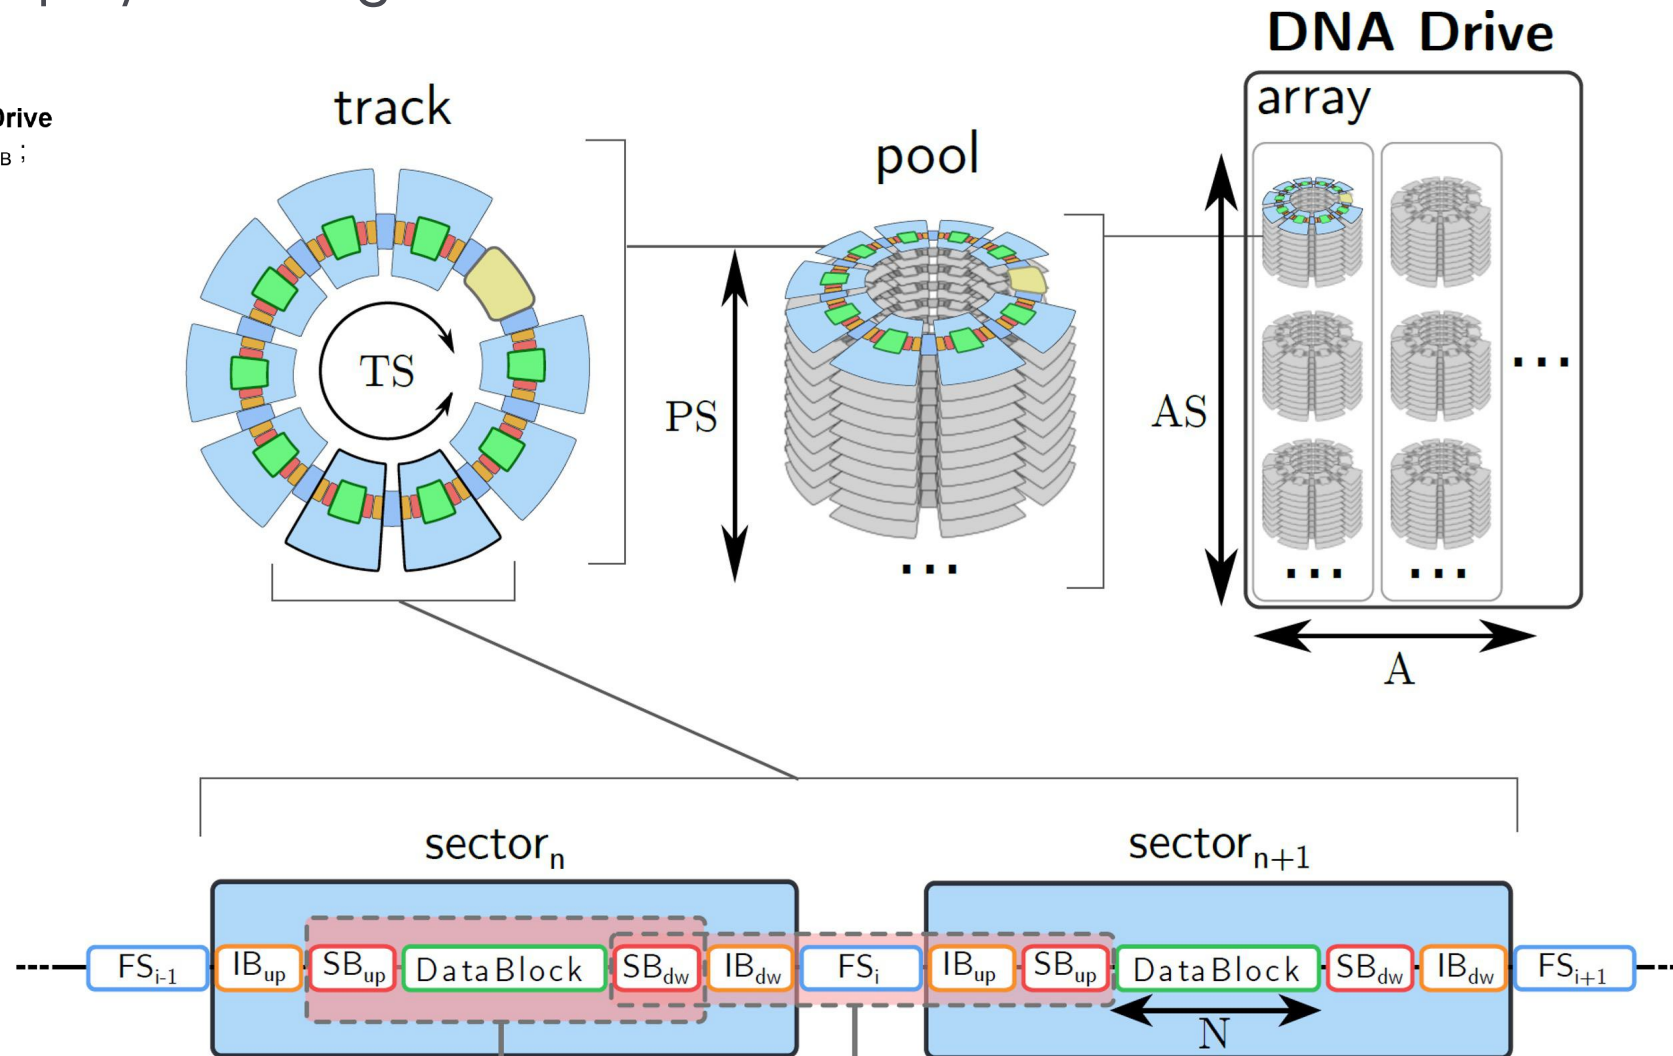 DNA Drive
array
track
Drive
B ;
pool
TS
PS
AS
...
...
... ...
A
sector_n
sector_n+1
FS_i-1 IB_up SB_up DataBlock SB_dw IB_dw FS_i IB_up SB_up DataBlock SB_dw IB_dw FS_i+1
N